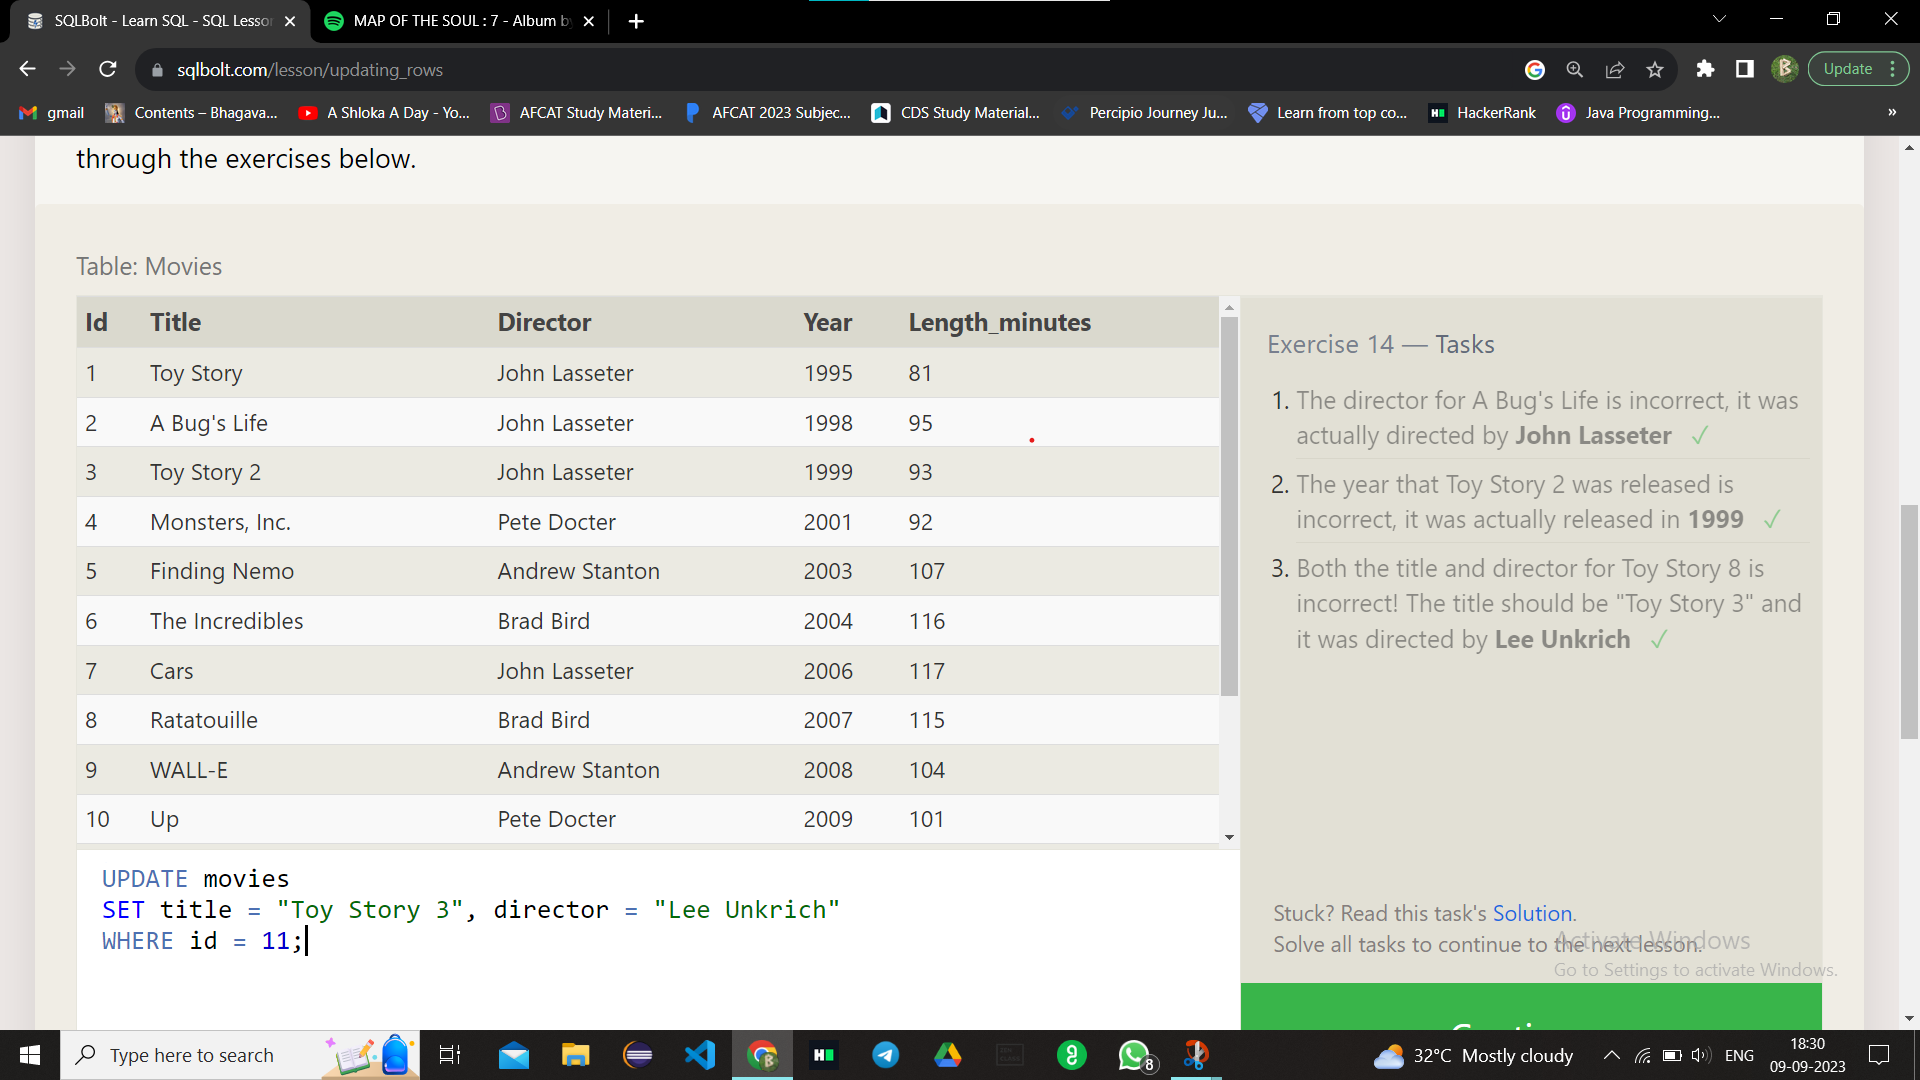 SQLBolt - Learn SQL - SQL Lesso
MAP OF THE SOUL : 7 - Album b
sqlbolt.com/lesson/updating_rows
Update
gmail
Contents – Bhagava...
A Shloka A Day - Yo...
AFCAT Study Materi...
AFCAT 2023 Subjec...
CDS Study Material...
Percipio Journey Ju...
Learn from top co...
HackerRank
Java Programming...
»
through the exercises below.
Table: Movies
Id Title Director Year Length_minutes
1 Toy Story John Lasseter 1995 81
2 A Bug's Life John Lasseter 1998 95
3 Toy Story 2 John Lasseter 1999 93
4 Monsters, Inc. Pete Docter 2001 92
5 Finding Nemo Andrew Stanton 2003 107
6 The Incredibles Brad Bird 2004 116
7 Cars John Lasseter 2006 117
8 Ratatouille Brad Bird 2007 115
9 WALL-E Andrew Stanton 2008 104
10 Up Pete Docter 2009 101
UPDATE movies
SET title = "Toy Story 3", director = "Lee Unkrich"
WHERE id = 11;
Exercise 14 — Tasks
1. The director for A Bug's Life is incorrect, it was
actually directed by John Lasseter ✓
2. The year that Toy Story 2 was released is
incorrect, it was actually released in 1999 ✓
3. Both the title and director for Toy Story 8 is
incorrect! The title should be "Toy Story 3" and
it was directed by Lee Unkrich ✓
Stuck? Read this task's Solution.
Solve all tasks to continue to the next lesson.
Activate Windows
Go to Settings to activate Windows.
Type here to search
8
32°C Mostly cloudy
ENG
18:30
09-09-2023